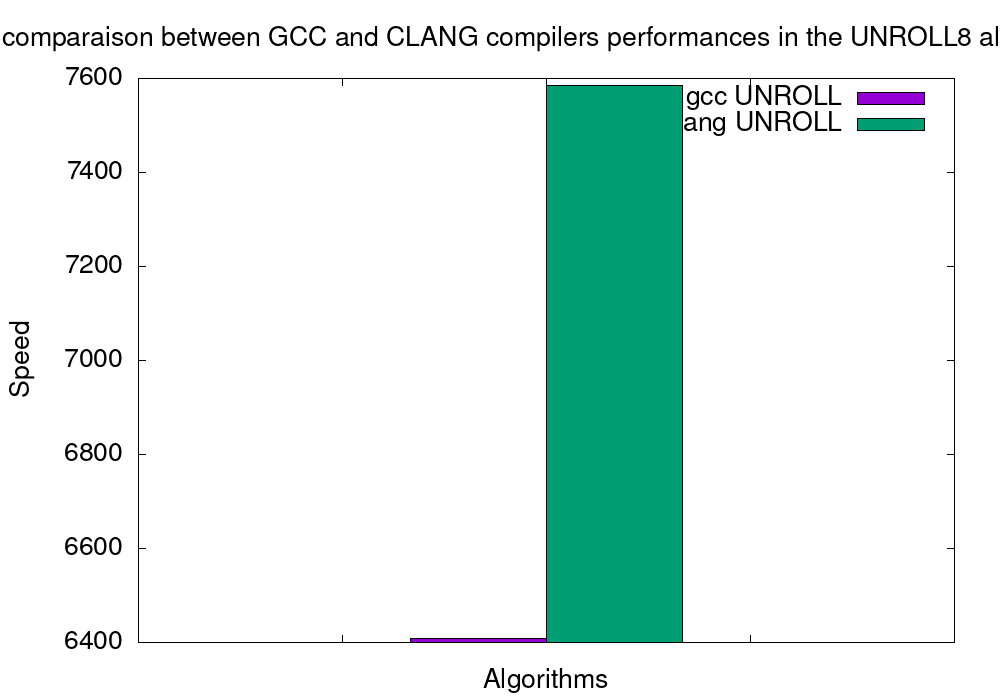 comparaison between GCC and CLANG compilers performances in the UNROLL8 al
7600
gcc UNROLL
ang UNROLL
7400
7200
7000
6800
6600
6400
Speed
Algorithms